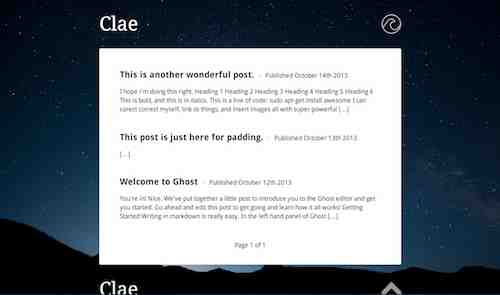 Clae
This is another wonderful post. · Published October 14th 2013
I hope I'm doing this right. Heading 1 Heading 2 Heading 3 Heading 4 Heading 5 Heading 6
This is bold, and this is in italics. This is a line of code: sudo apt-get install awesome I can
correct myself, link to things, and insert images all with super powerful [...]
This post is just here for padding. · Published October 13th 2013
[...]
Welcome to Ghost · Published October 12th 2013
You're in! Nice. We've put together a little post to introduce you to the Ghost editor and get
you started. Go ahead and edit this post to get going and learn how it all works! Getting
Started Writing in markdown is really easy. In the left hand panel of Ghost [...]
Page 1 of 1
Clae